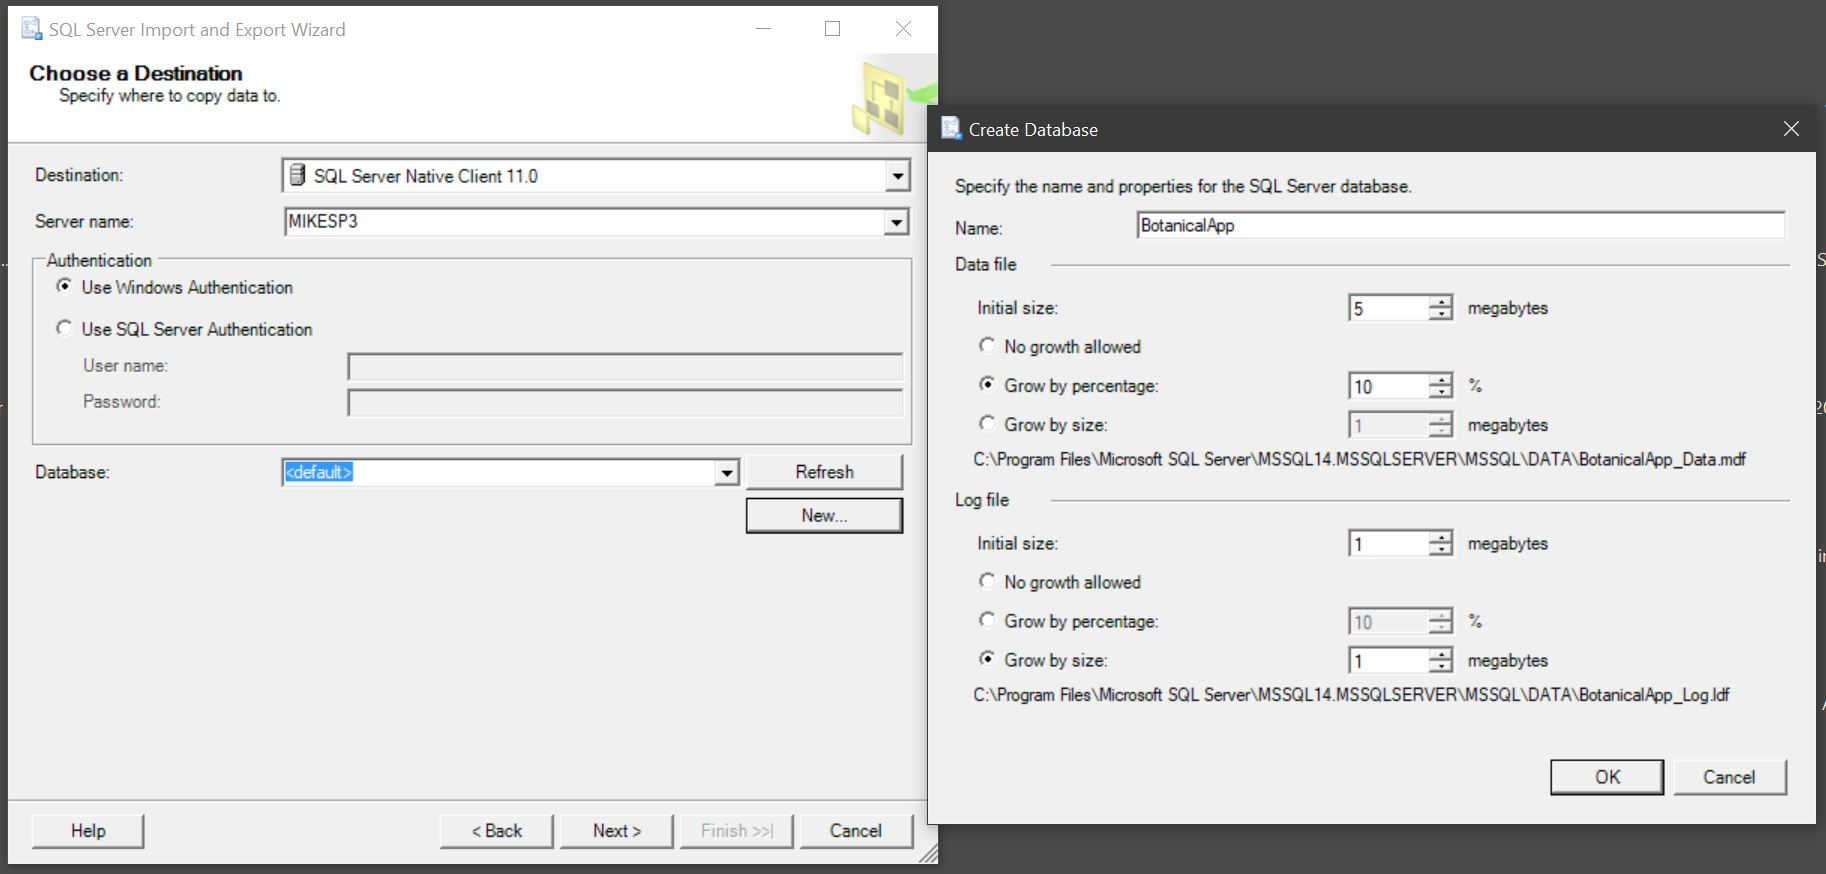 SQL Server Import and Export Wizard
Choose a Destination
Specify where to copy data to.
Destination: SQL Server Native Client 11.0
Server name: MIKESP3
Authentication
Use Windows Authentication
Use SQL Server Authentication
User name:
Password:
Database: <default> Refresh
New...
Help < Back Next > Finish >>| Cancel
Create Database
Specify the name and properties for the SQL Server database.
Name: BotanicalApp
Data file
Initial size: 5 megabytes
No growth allowed
Grow by percentage: 10 %
Grow by size: 1 megabytes
C:\Program Files\Microsoft SQL Server\MSSQL14.MSSQLSERVER\MSSQL\DATA\BotanicalApp_Data.mdf
Log file
Initial size: 1 megabytes
No growth allowed
Grow by percentage: 10 %
Grow by size: 1 megabytes
C:\Program Files\Microsoft SQL Server\MSSQL14.MSSQLSERVER\MSSQL\DATA\BotanicalApp_Log.ldf
OK Cancel